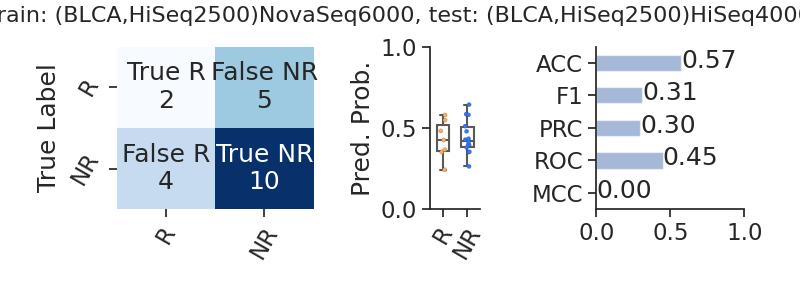 rain: (BLCA,HiSeq2500)NovaSeq6000, test: (BLCA,HiSeq2500)HiSeq400
True Label
R
NR
True R
2
False NR
5
False R
4
True NR
10
R
NR
Pred. Prob.
1.0
0.5
0.0
R
NR
ACC
F1
PRC
ROC
MCC
0.57
0.31
0.30
0.45
0.00
0.0
0.5
1.0